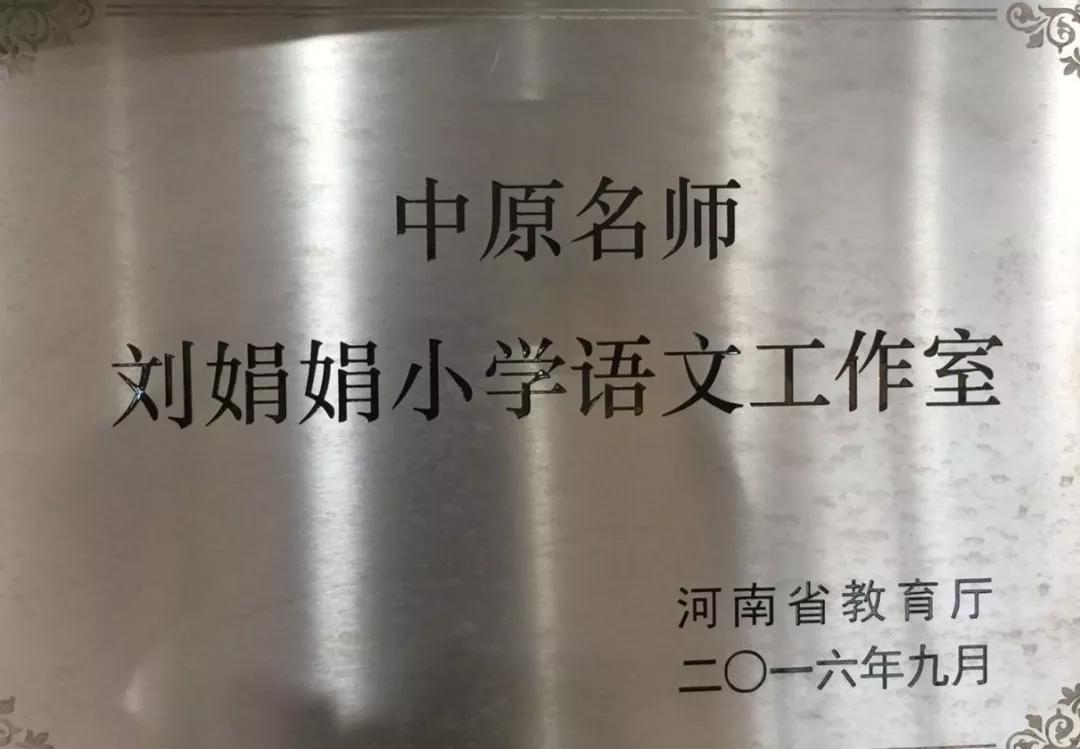 中原名师
刘娟娟小学语文工作室
河南省教育厅
二〇一六年九月